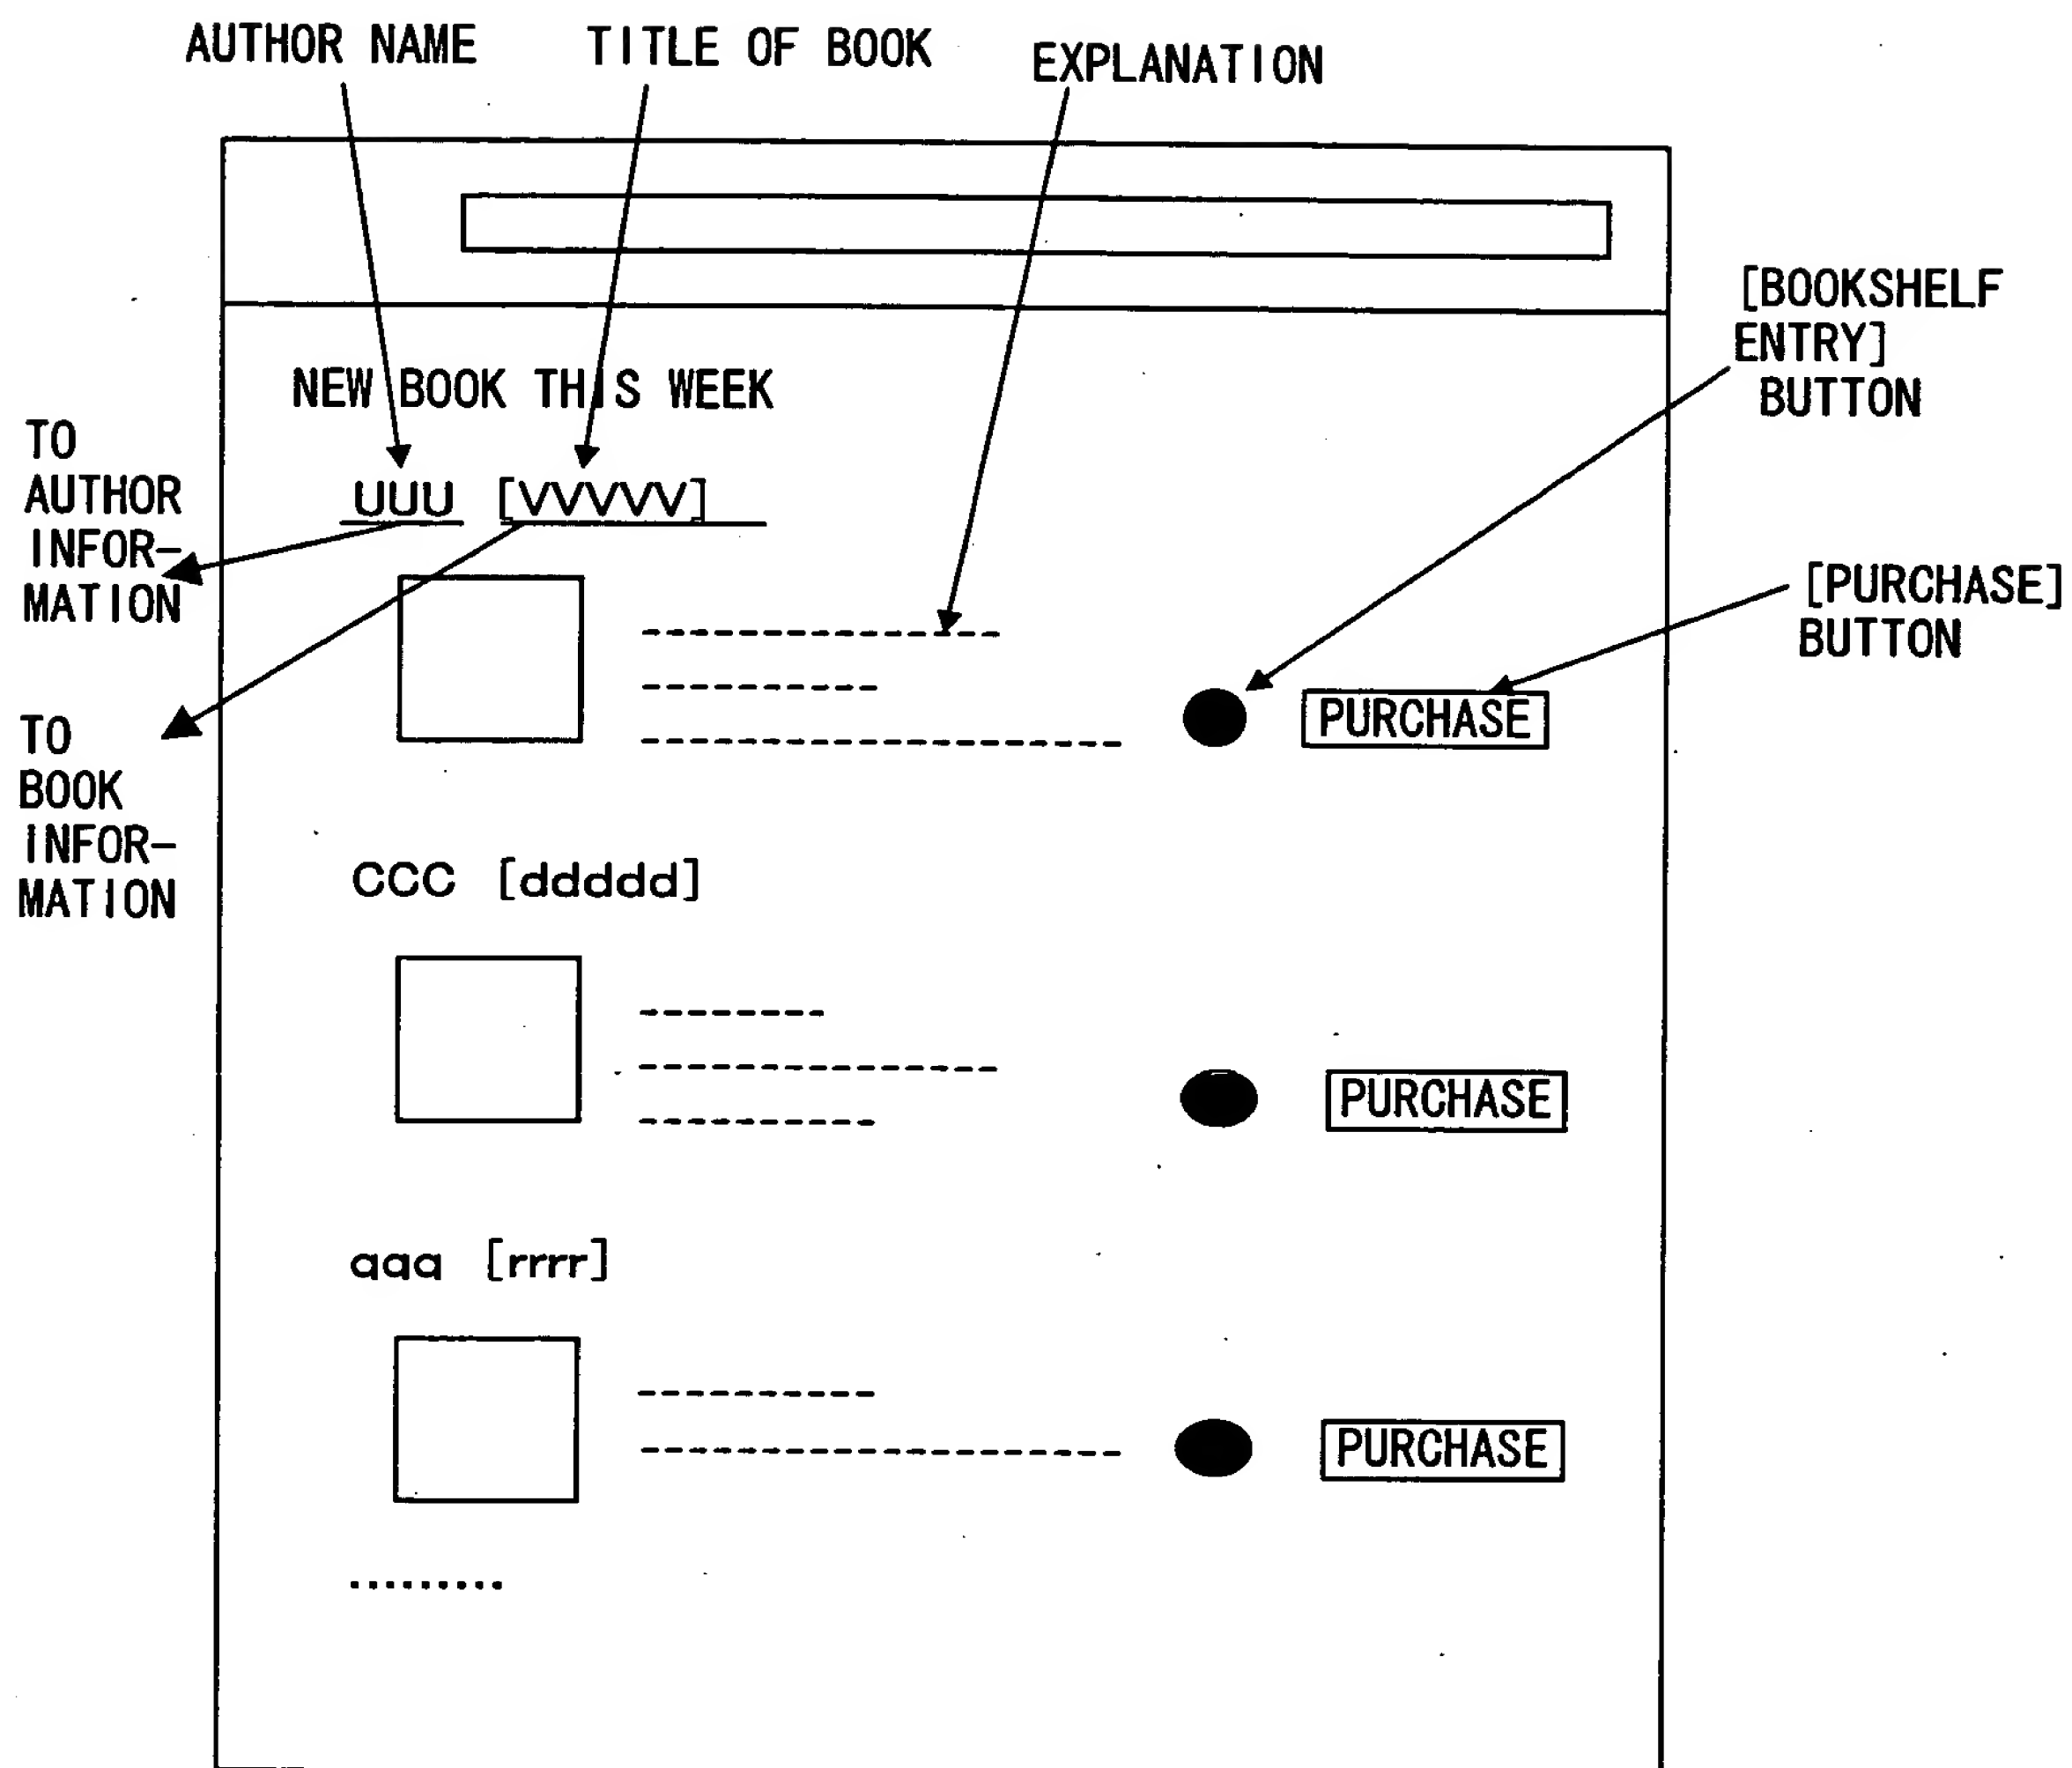 AUTHOR NAME
TITLE OF BOOK
EXPLANATION
[BOOKSHELF
ENTRY]
BUTTON
NEW BOOK THIS WEEK
TO
AUTHOR
INFOR-
MATION
UUU [VVVVV]
[PURCHASE]
BUTTON
PURCHASE
TO
BOOK
INFOR-
MATION
CCC [ddddd]
PURCHASE
qqq [rrrr]
PURCHASE